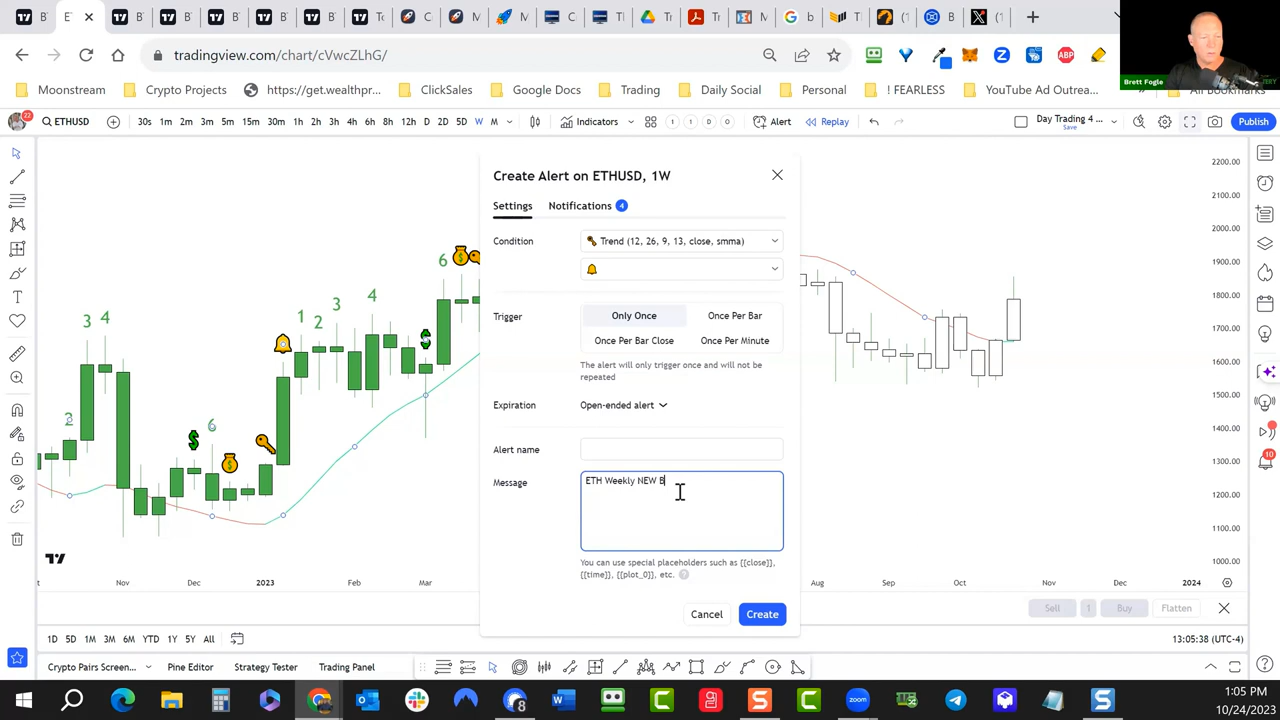 tradingview.com/chart/cVwcZLhG/
Brett Fogle
Moonstream
Crypto Projects
https://get.wealthpr...
ClickSales
Google Docs
Trading
Daily Social
Personal
! FEARLESS
YouTube Ad Outrea...
All Bookmarks
22
ETHUSD
30s 1m 2m 3m 5m 15m 30m 1h 2h 3h 4h 6h 8h 12h D 2D 5D W M
Indicators
Alert
Replay
Day Trading 4 ...
Save
Publish
Create Alert on ETHUSD, 1W
Settings
Notifications 4
Condition
Trend (12, 26, 9, 13, close, smma)
Trigger
Only Once
Once Per Bar
Once Per Bar Close
Once Per Minute
The alert will only trigger once and will not be
repeated
Expiration
Open-ended alert
Alert name
Message
ETH Weekly NEW B
You can use special placeholders such as {{close}},
{{time}}, {{plot_0}}, etc.
Cancel
Create
3 4
2
6
1
2
3
4
6
2200.00
2100.00
2000.00
1900.00
1800.00
1700.00
1600.00
1500.00
1400.00
1300.00
1200.00
1100.00
1000.00
10
Nov
Dec
2023
Feb
Mar
Aug
Sep
Oct
Nov
Dec
2024
Sell
1
Buy
Flatten
1D 5D 1M 3M 6M YTD 1Y 5Y All
13:05:38 (UTC-4)
Crypto Pairs Screen...
Pine Editor
Strategy Tester
Trading Panel
1:05 PM
10/24/2023